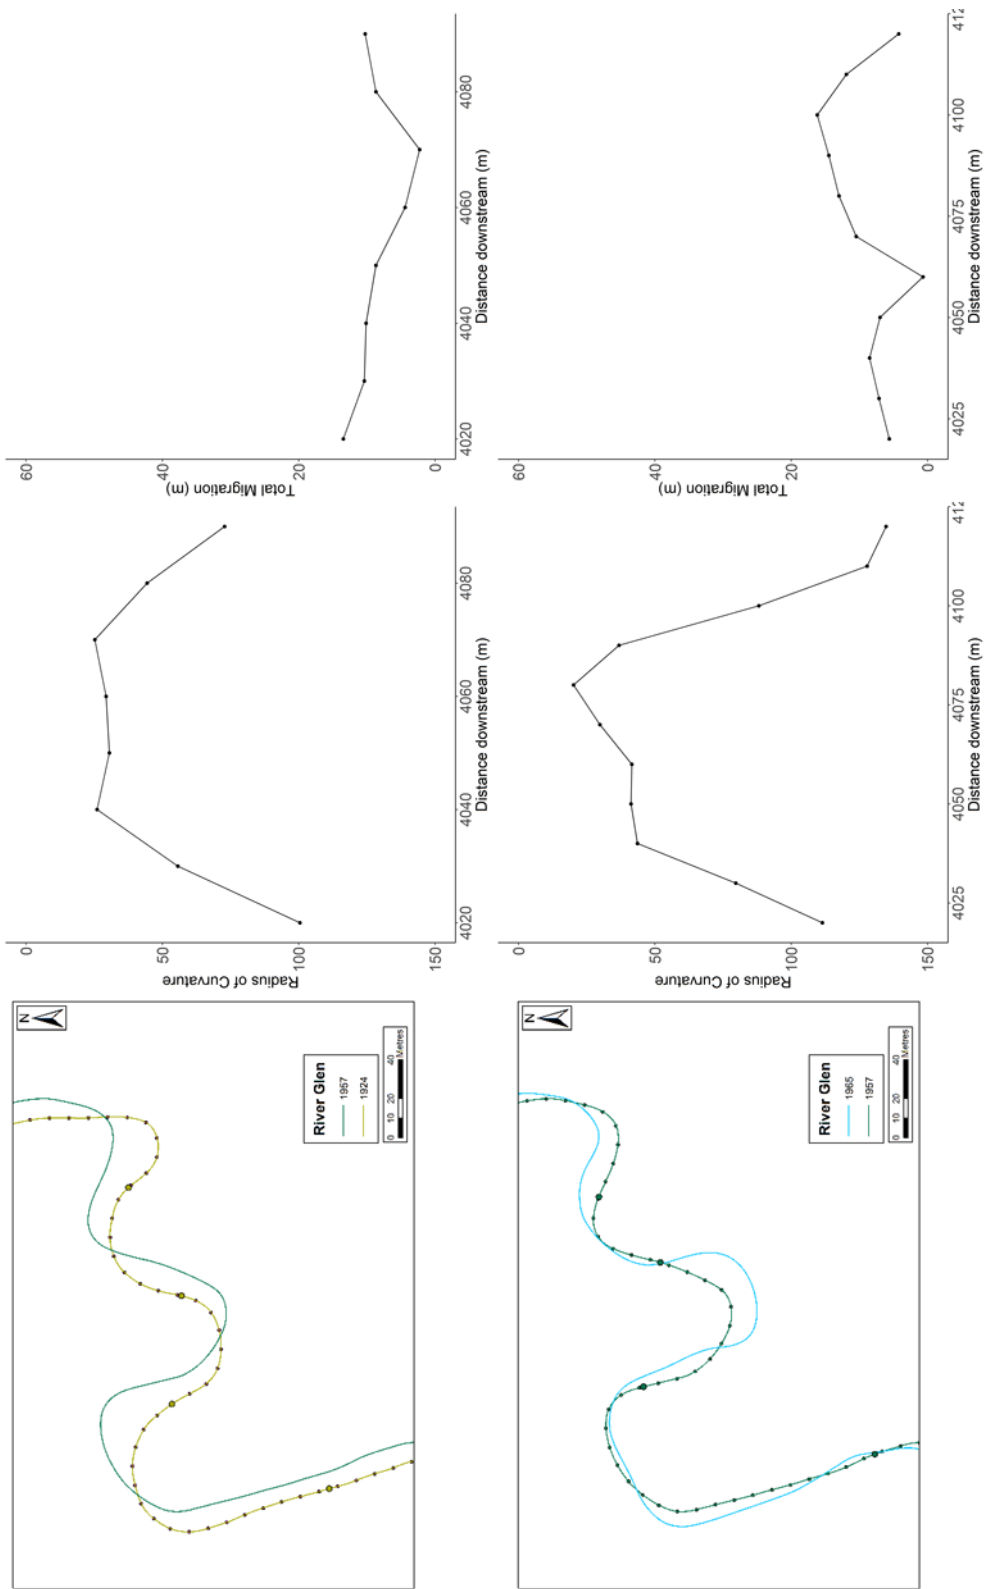 N
River Glen
1957
1924
0 10 20 40
Metres
Radius of Curvature
0
50
100
150
4020
4040
4060
4080
Distance downstream (m)
Total Migration (m)
60
40
20
0
4020
4040
4060
4080
Distance downstream (m)
N
River Glen
1965
1957
0 10 20 40
Metres
Radius of Curvature
0
50
100
150
4025
4050
4075
4100
412
Distance downstream (m)
Total Migration (m)
60
40
20
0
4025
4050
4075
4100
412
Distance downstream (m)